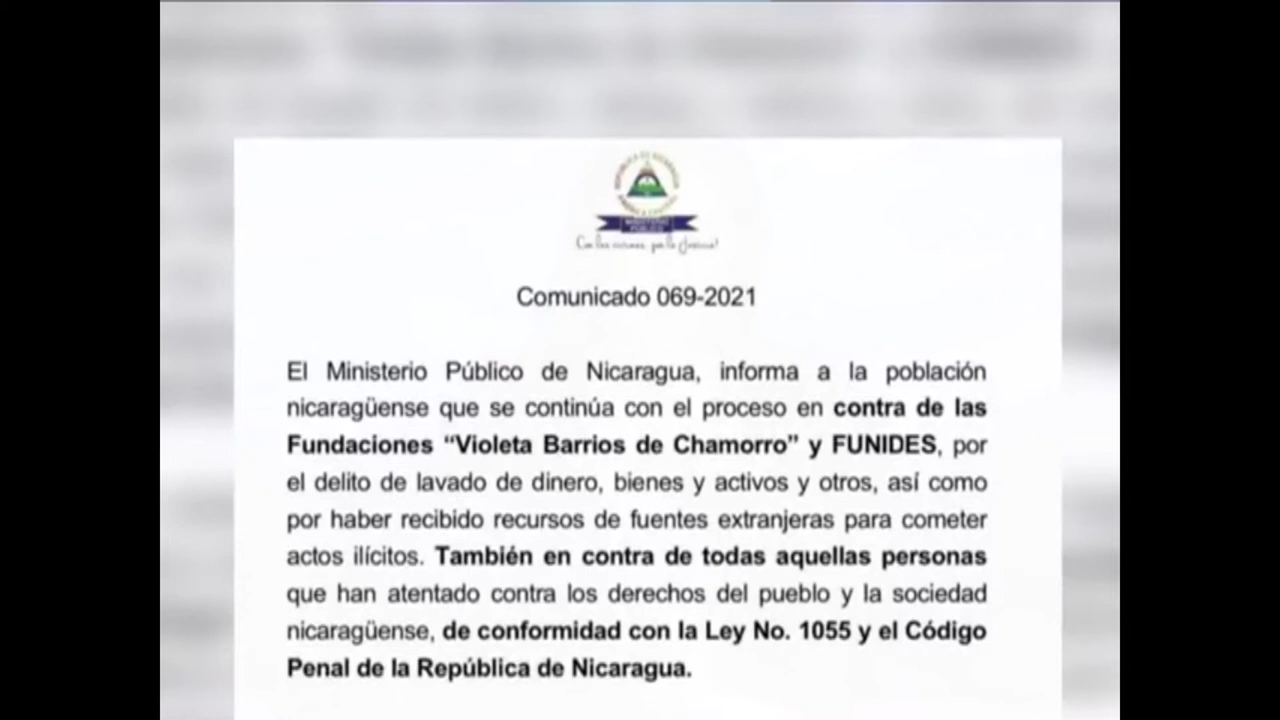 MINISTERIO
PÚBLICO
Comunicado 069-2021
El Ministerio Público de Nicaragua, informa a la población
nicaragüense que se continúa con el proceso en contra de las
Fundaciones “Violeta Barrios de Chamorro” y FUNIDES, por
el delito de lavado de dinero, bienes y activos y otros, así como
por haber recibido recursos de fuentes extranjeras para cometer
actos ilícitos. También en contra de todas aquellas personas
que han atentado contra los derechos del pueblo y la sociedad
nicaragüense, de conformidad con la Ley No. 1055 y el Código
Penal de la República de Nicaragua.